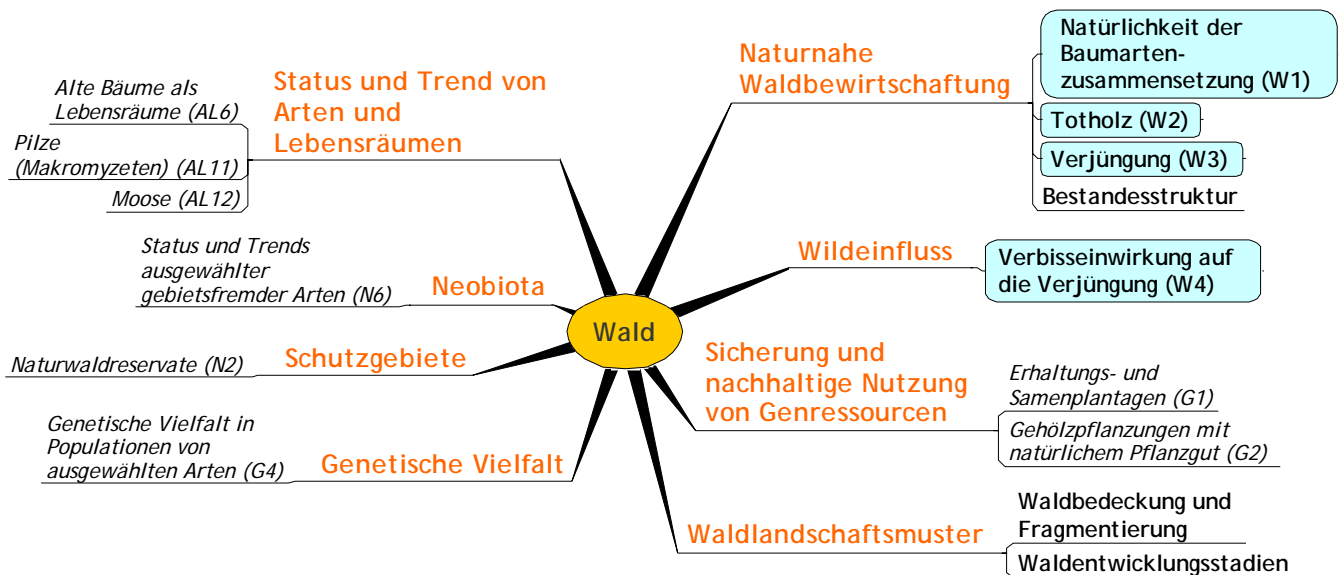 Status und Trend von
Arten und
Lebensräumen
Alte Bäume als
Lebensräume (AL6)
Pilze
(Makromyzeten) (AL11)
Moose (AL12)
Neobiota
Status und Trends
ausgewählter
gebietsfremder Arten (N6)
Schutzgebiete
Naturwaldreservate (N2)
Genetische Vielfalt
Genetische Vielfalt in
Populationen von
ausgewählten Arten (G4)
Wald
Naturnahe
Waldbewirtschaftung
Natürlichkeit der
Baumarten-
zusammensetzung (W1)
Totholz (W2)
Verjüngung (W3)
Bestandesstruktur
Wildeinfluss
Verbisseinwirkung auf
die Verjüngung (W4)
Sicherung und
nachhaltige Nutzung
von Genressourcen
Erhaltungs- und
Samenplantagen (G1)
Gehölzpflanzungen mit
natürlichem Pflanzgut (G2)
Waldlandschaftsmuster
Waldbedeckung und
Fragmentierung
Waldentwicklungsstadien